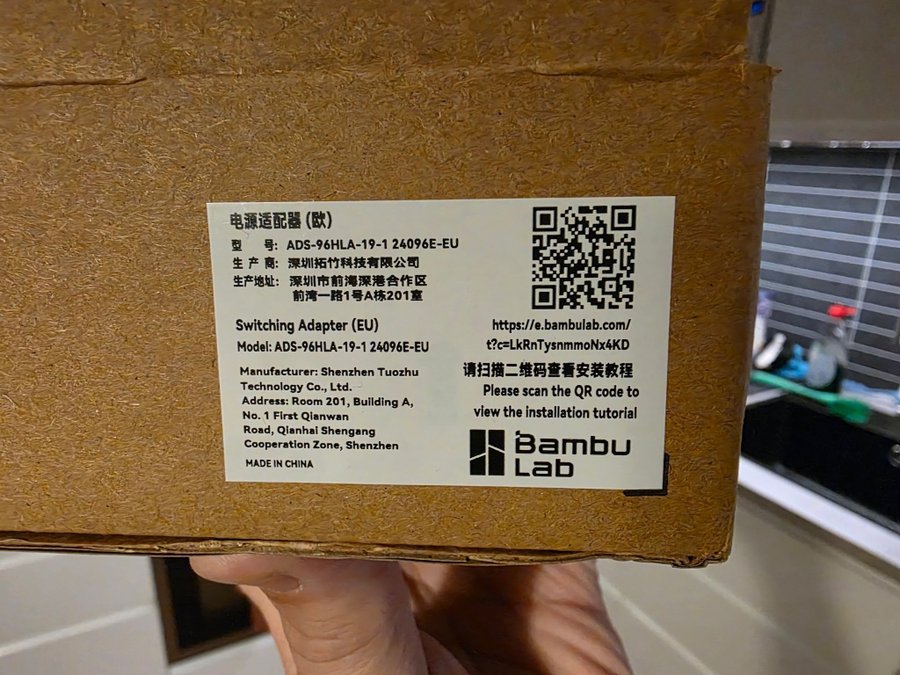 电源适配器 (欧)
型 号: ADS-96HLA-19-1 24096E-EU
生 产 商: 深圳拓竹科技有限公司
生产地址: 深圳市前海深港合作区
前湾一路1号A栋201室
Switching Adapter (EU)
Model: ADS-96HLA-19-1 24096E-EU
Manufacturer: Shenzhen Tuozhu
Technology Co., Ltd.
Address: Room 201, Building A,
No. 1 First Qianwan
Road, Qianhai Shengang
Cooperation Zone, Shenzhen
MADE IN CHINA
https://e.bambulab.com/
t?c=LkRnTysnmmoNx4KD
请扫描二维码查看安装教程
Please scan the QR code to
view the installation tutorial
Bambu
Lab